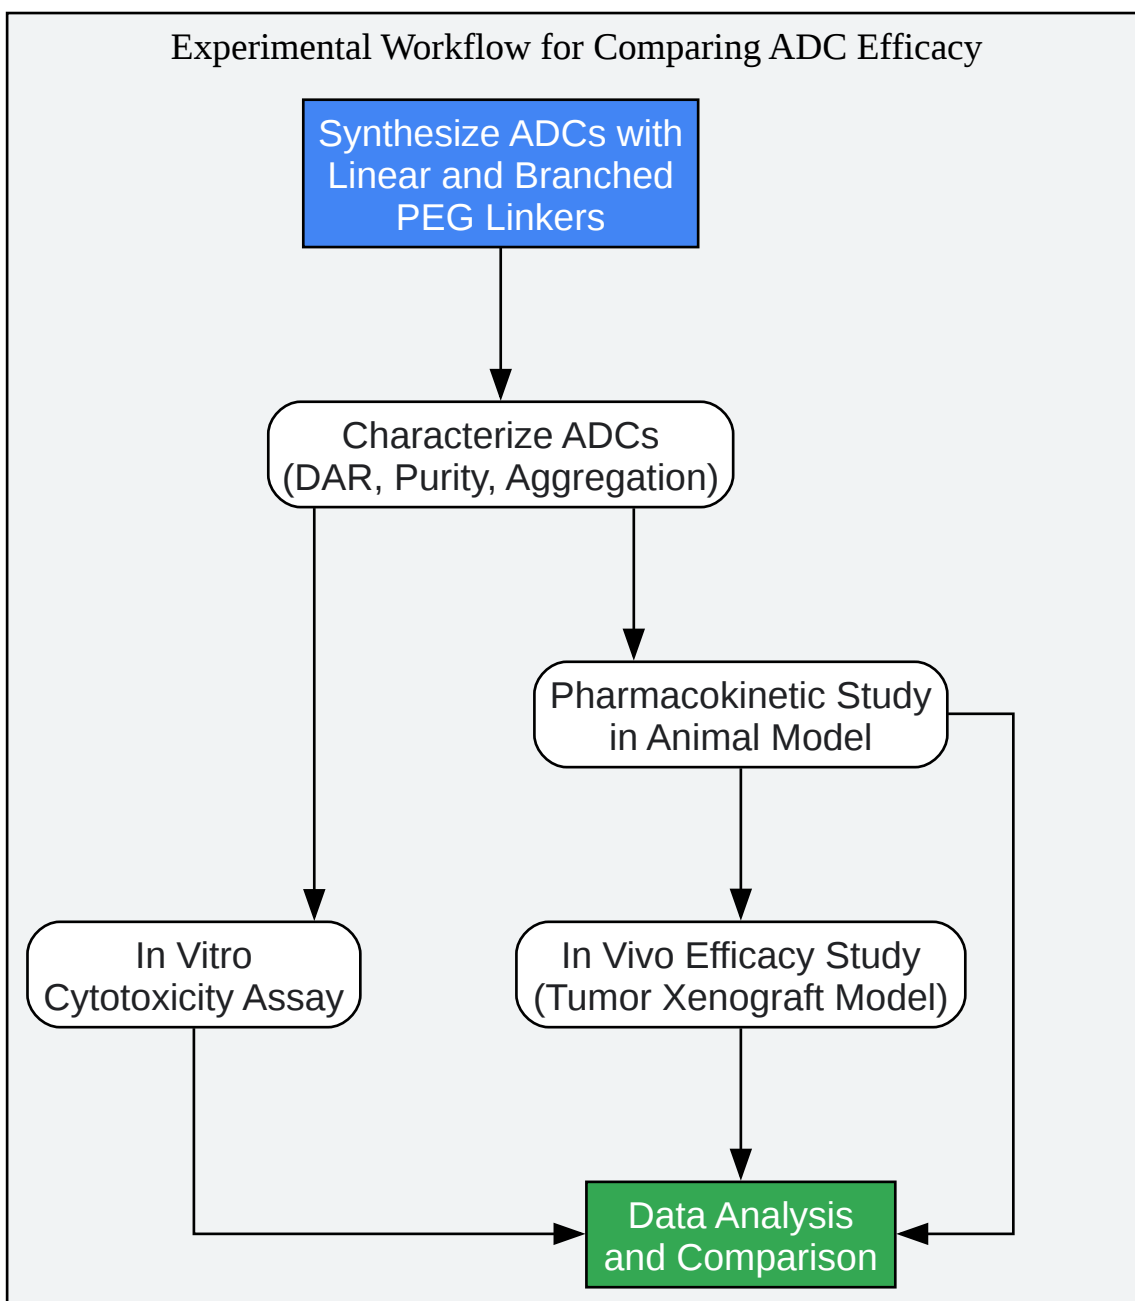 Experimental Workflow for Comparing ADC Efficacy
Synthesize ADCs with
Linear and Branched
PEG Linkers
Characterize ADCs
(DAR, Purity, Aggregation)
Pharmacokinetic Study
in Animal Model
In Vitro
Cytotoxicity Assay
In Vivo Efficacy Study
(Tumor Xenograft Model)
Data Analysis
and Comparison